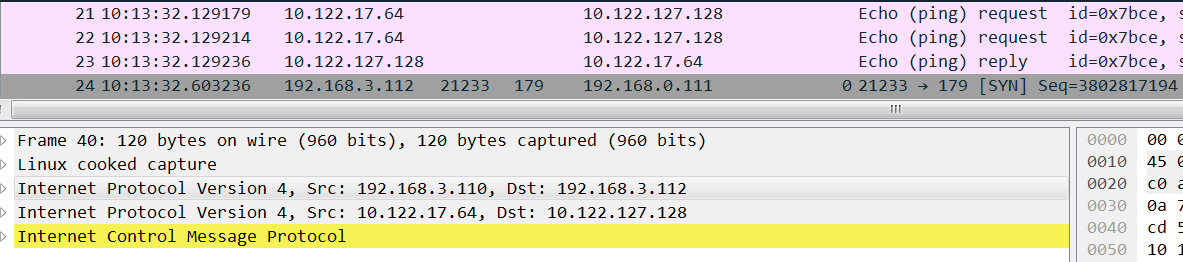 21 10:13:32.129179 10.122.17.64 10.122.127.128 Echo (ping) request id=0x7bce, s
22 10:13:32.129214 10.122.17.64 10.122.127.128 Echo (ping) request id=0x7bce, s
23 10:13:32.129236 10.122.127.128 10.122.17.64 Echo (ping) reply id=0x7bce, s
24 10:13:32.603236 192.168.3.112 21233 179 192.168.0.111 0 21233 → 179 [SYN] Seq=3802817194
Frame 40: 120 bytes on wire (960 bits), 120 bytes captured (960 bits)
Linux cooked capture
Internet Protocol Version 4, Src: 192.168.3.110, Dst: 192.168.3.112
Internet Protocol Version 4, Src: 10.122.17.64, Dst: 10.122.127.128
Internet Control Message Protocol
0000 00 0
0010 45 0
0020 c0 a
0030 0a 7
0040 cd 5
0050 10 1